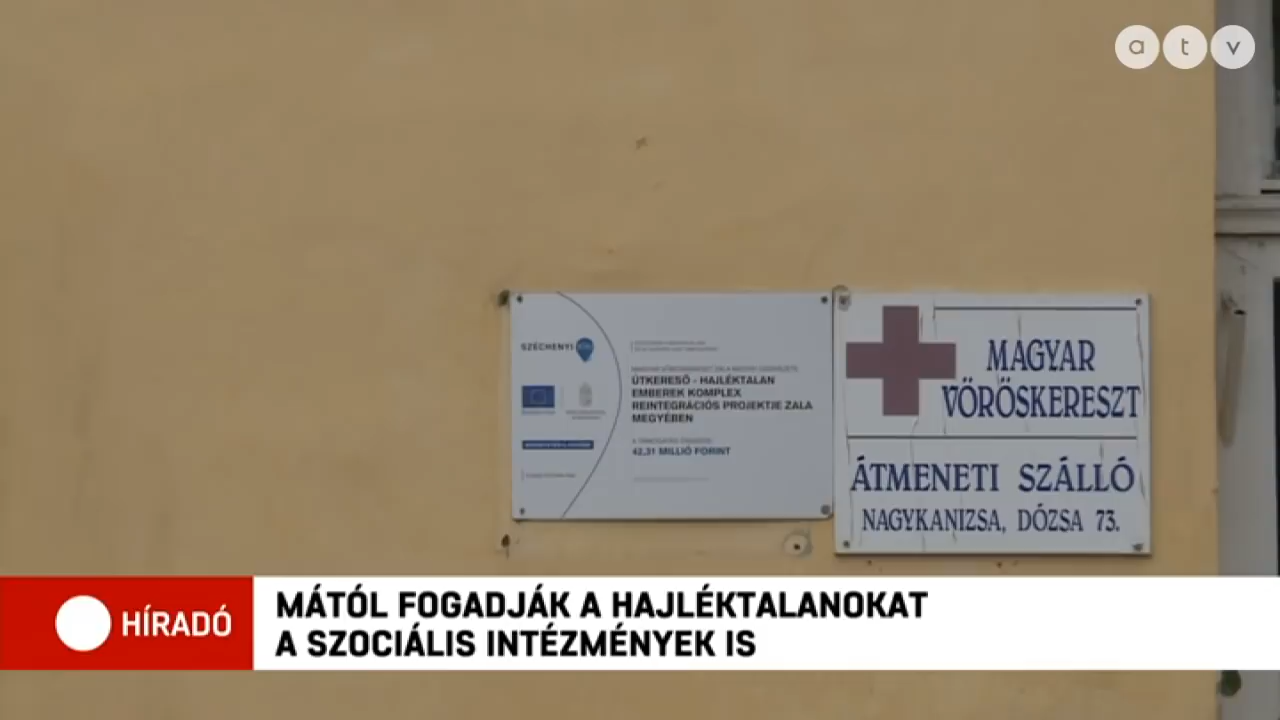 atv
SZÉCHENYI
ÚTKERESŐ - HAJLÉKTALAN
EMBEREK KOMPLEX
REINTEGRÁCIÓS PROJEKTJE ZALA
MEGYÉBEN
42,31 MILLIÓ FORINT
MAGYAR
VÖRÖSKERESZT
ÁTMENETI SZÁLLÓ
NAGYKANIZSA, DÓZSA 73.
HÍRADÓ
MÁTÓL FOGADJÁK A HAJLÉKTALANOKAT
A SZOCIÁLIS INTÉZMÉNYEK IS